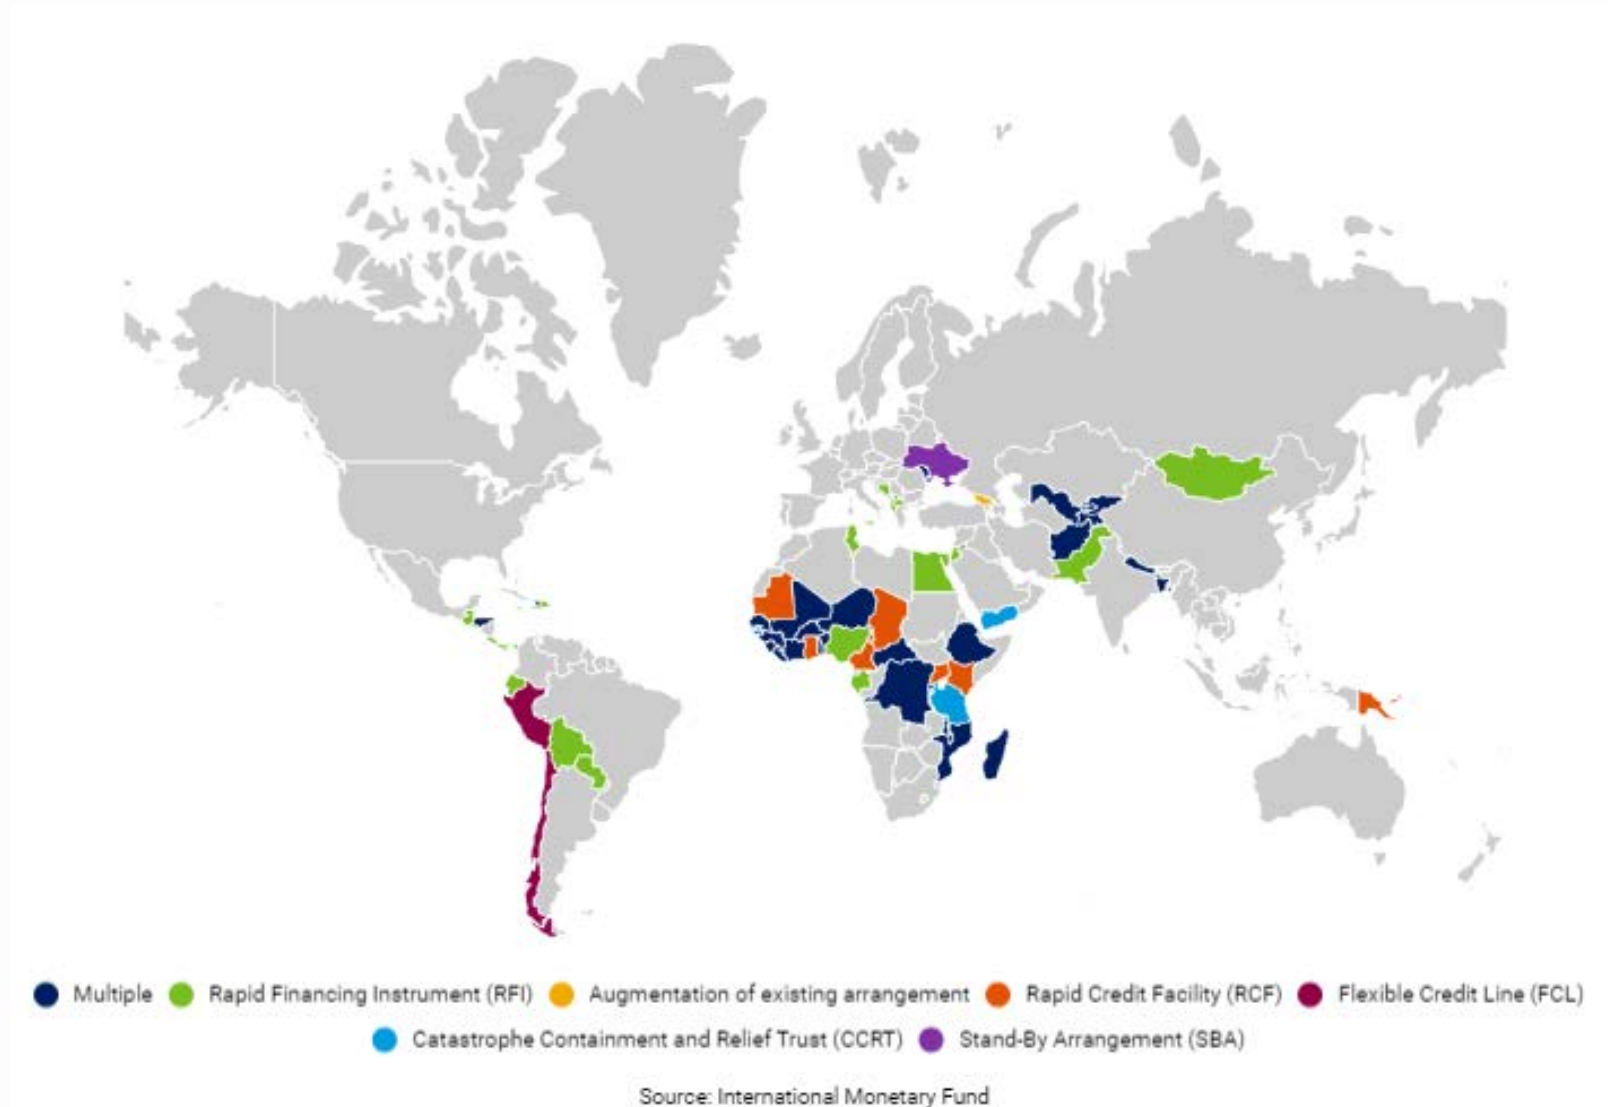 Multiple Rapid Financing Instrument (RFI) Augmentation of existing arrangement Rapid Credit Facility (RCF) Flexible Credit Line (FCL)
Catastrophe Containment and Relief Trust (CCRT) Stand-By Arrangement (SBA)
Source: International Monetary Fund